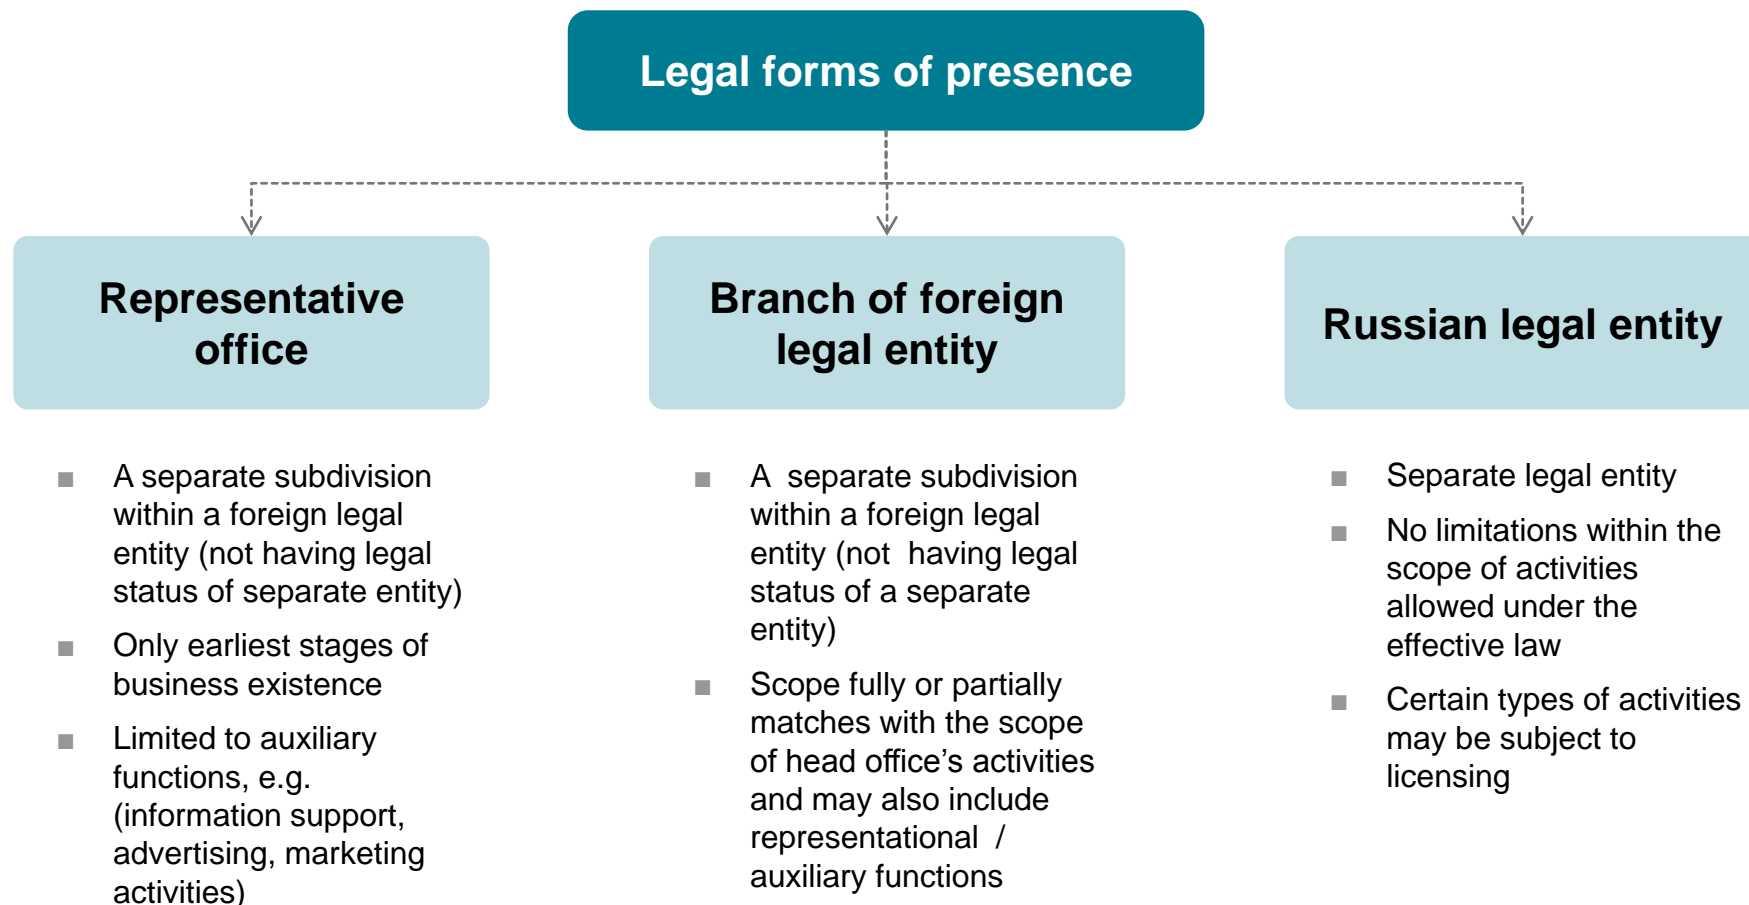 Legal forms of presence
Representative
office
■ A separate subdivision
within a foreign legal
entity (not having legal
status of separate entity)
■ Only earliest stages of
business existence
■ Limited to auxiliary
functions, e.g.
(information support,
advertising, marketing
activities)
Branch of foreign
legal entity
■ A  separate subdivision
within a foreign legal
entity (not  having legal
status of a separate
entity)
■ Scope fully or partially
matches with the scope
of head office’s activities
and may also include
representational  /
auxiliary functions
Russian legal entity
■ Separate legal entity
■ No limitations within the
scope of activities
allowed under the
effective law
■ Certain types of activities
may be subject to
licensing